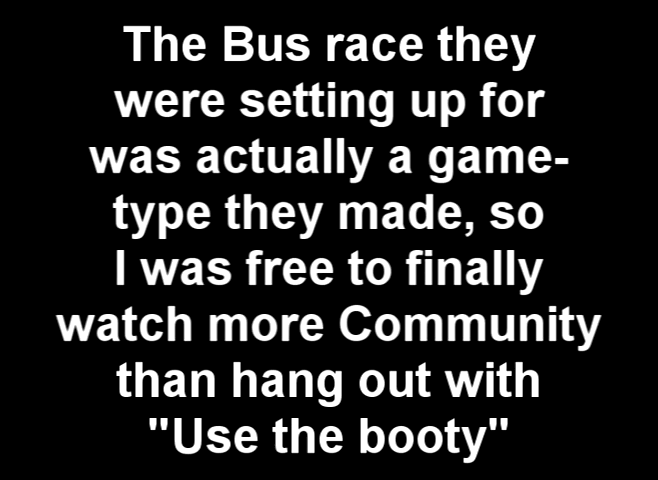 The Bus race they
were setting up for
was actually a game-
type they made, so
I was free to finally
watch more Community
than hang out with
"Use the booty"